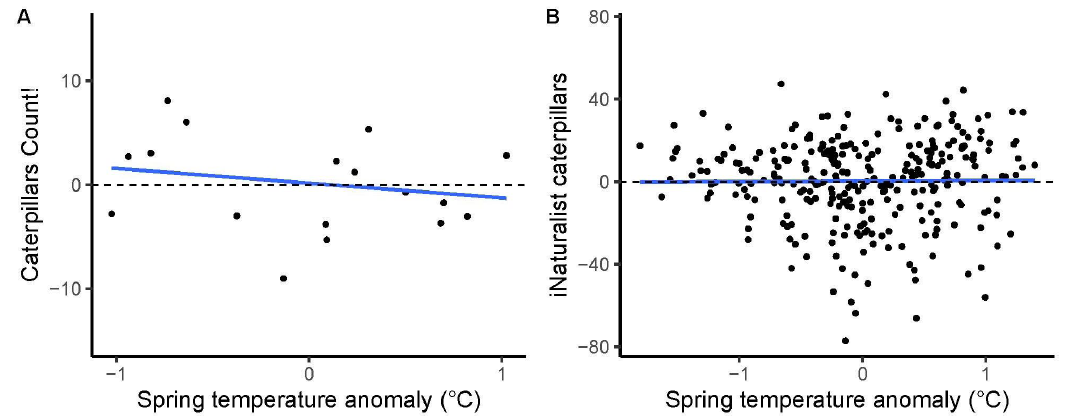 A
Caterpillars Count!
10
0
−10
−1
0
1
Spring temperature anomaly (°C)
B
iNaturalist caterpillars
80
40
0
−40
−80
−1
0
1
Spring temperature anomaly (°C)